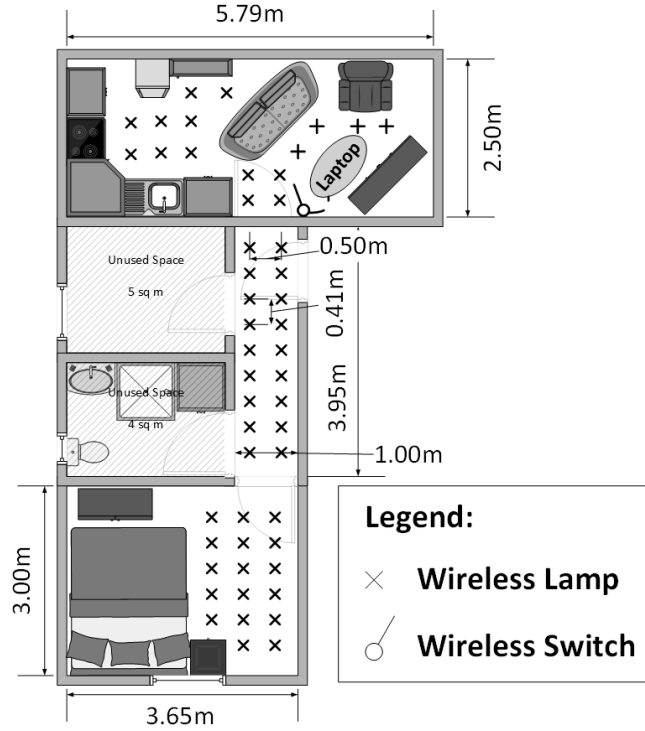 5.79m
Laptop
2.50m
Unused Space
5 sq m
0.50m
0.41m
3.95m
Unused Space
4 sq m
1.00m
3.00m
Legend:
Wireless Lamp
Wireless Switch
3.65m